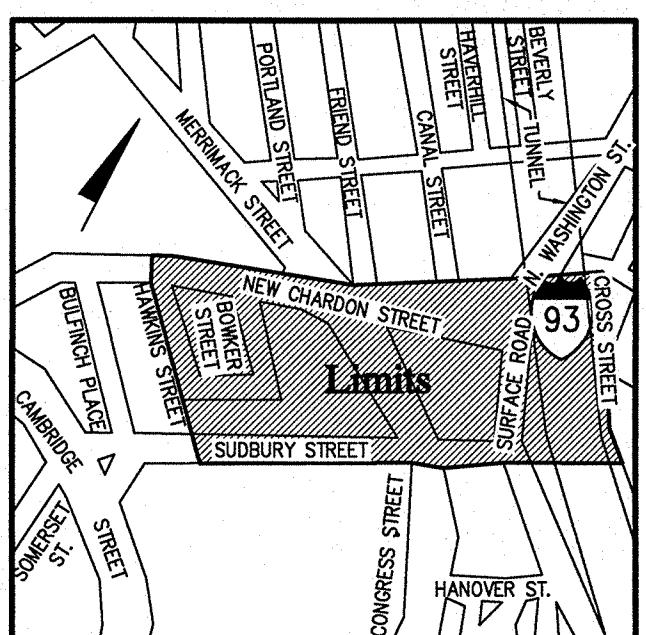 PORTLAND STREET
MERRIMACK STREET
FRIEND STREET
CANAL STREET
HAVERHILL
STREET
BEVERLY
STREET
TUNNEL
N. WASHINGTON ST.
NEW CHARDON STREET
HAWKINS STREET
BOWKER
STREET
BULFINCH PLACE
93
CROSS STREET
SURFACE ROAD
Limits
CAMBRIDGE
STREET
SUDBURY STREET
SOMERSET
ST.
CONGRESS STREET
HANOVER ST.